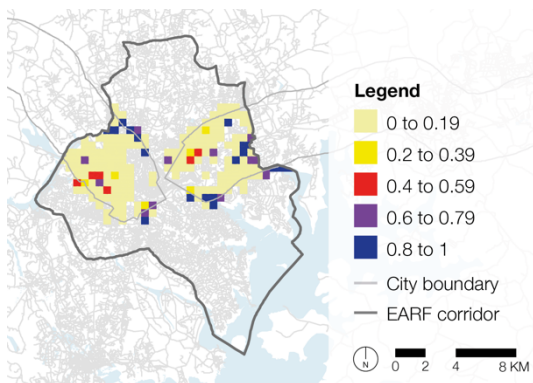 Legend
0 to 0.19
0.2 to 0.39
0.4 to 0.59
0.6 to 0.79
0.8 to 1
City boundary
EARF corridor
N
0 2 4 8 KM